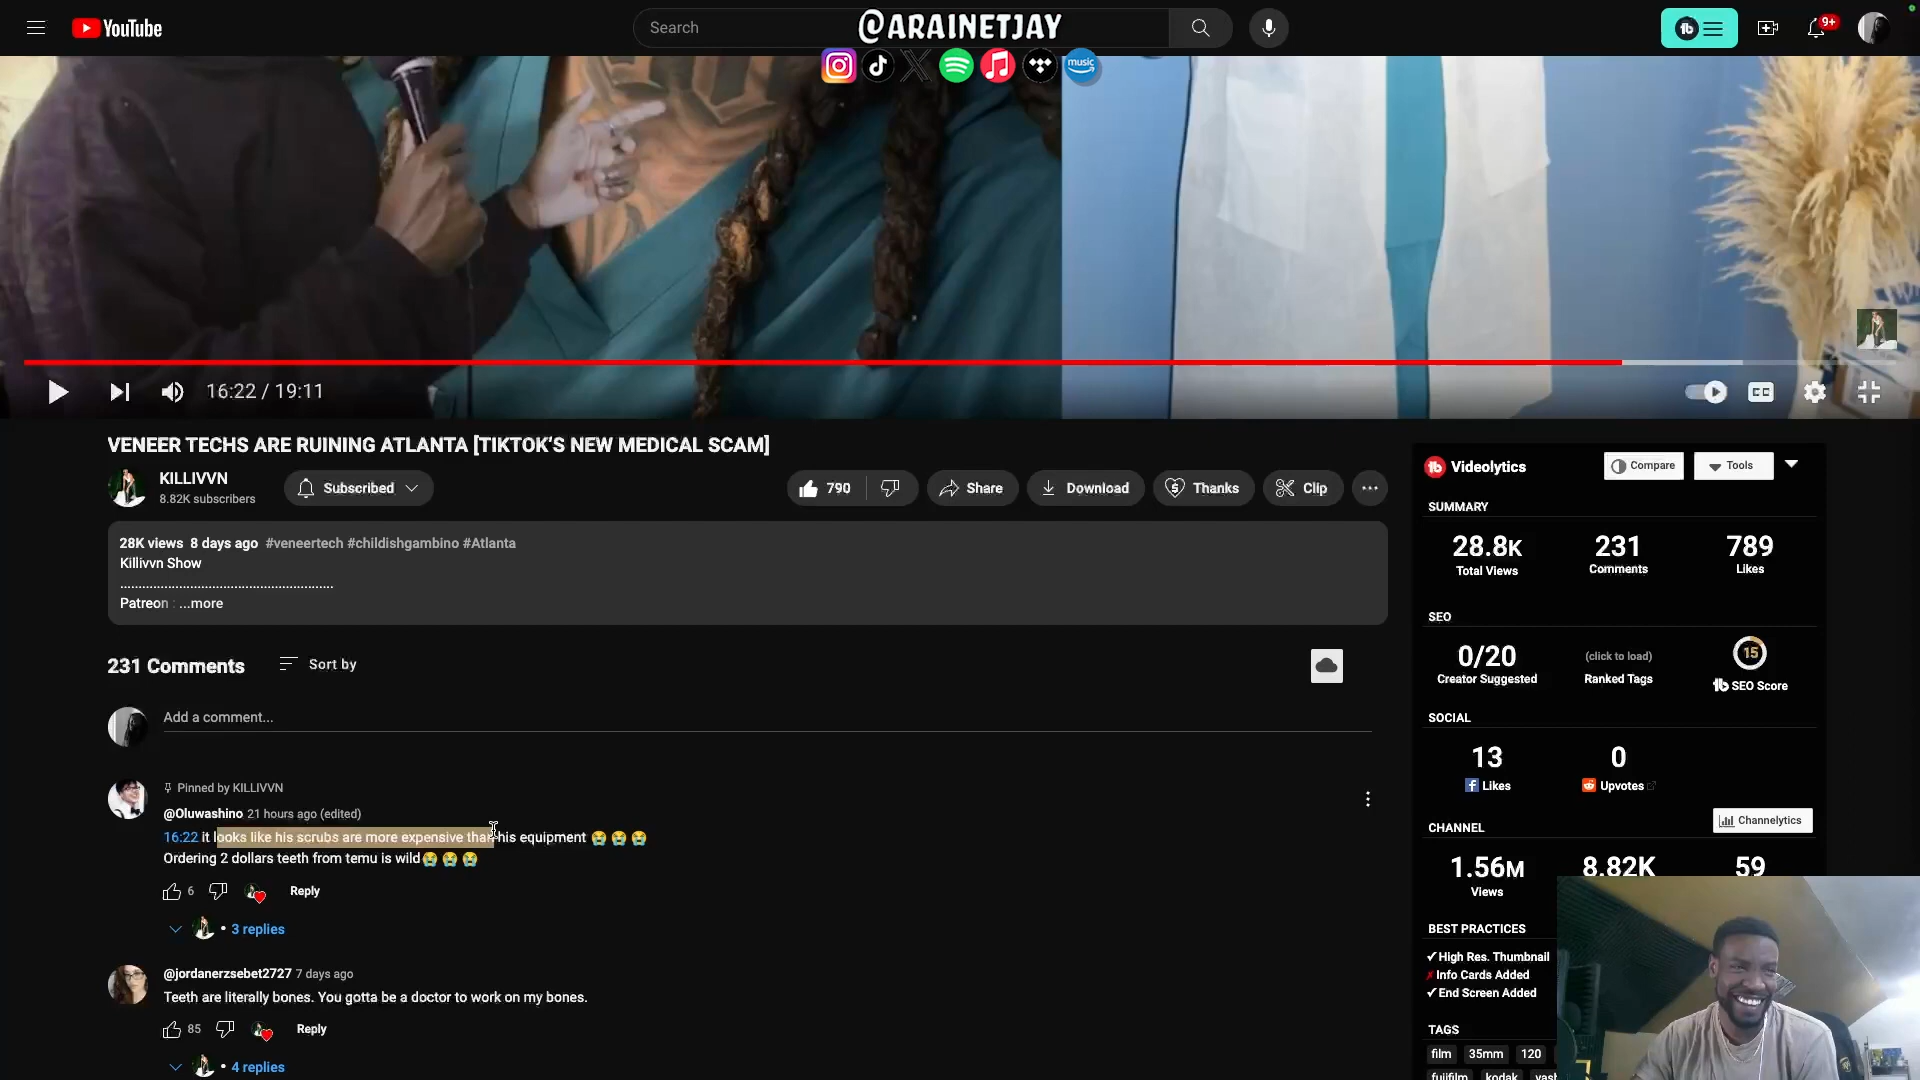 YouTube
Search
@ARAINETJAY
9+
music
16:22 / 19:11
CC
VENEER TECHS ARE RUINING ATLANTA [TIKTOK'S NEW MEDICAL SCAM]
KILLIVVN
8.82K subscribers
Subscribed
790
Share
Download
Thanks
Clip
28K views 8 days ago #veneertech #childishgambino #Atlanta
Killivvn Show
Patreon : ...more
231 Comments
Sort by
Add a comment...
Pinned by KILLIVVN
@Oluwashino 21 hours ago (edited)
16:22 it looks like his scrubs are more expensive than his equipment 😭 😭 😭
Ordering 2 dollars teeth from temu is wild😭 😭 😭
6
Reply
3 replies
@jordanerzsebet2727 7 days ago
Teeth are literally bones. You gotta be a doctor to work on my bones.
85
Reply
4 replies
Videolytics
Compare
Tools
SUMMARY
28.8K 231 789
Total Views Comments Likes
SEO
0/20 (click to load) 15
Creator Suggested Ranked Tags SEO Score
SOCIAL
13 0
Likes Upvotes
CHANNEL
Channelytics
1.56M 8.82K 59
Views
BEST PRACTICES
High Res. Thumbnail
Info Cards Added
End Screen Added
TAGS
film 35mm 120
fujifilm kodak